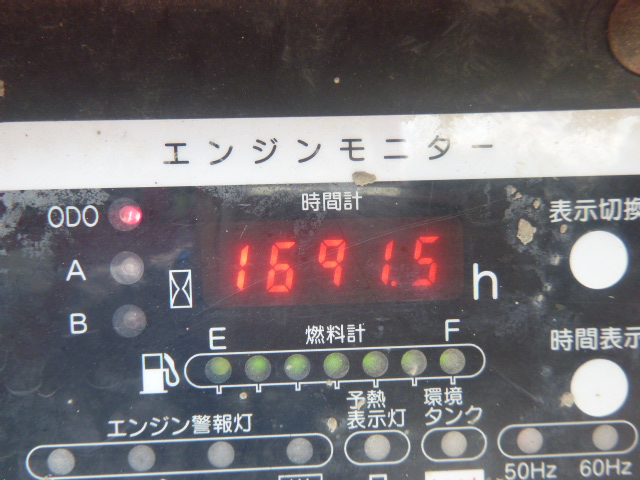 エンジンモニター
時間計
ODO
表示切換
1691.5 h
A
B
燃料計
E F
時間表示
予熱
表示灯
環境
タンク
エンジン警報灯
50Hz 60Hz